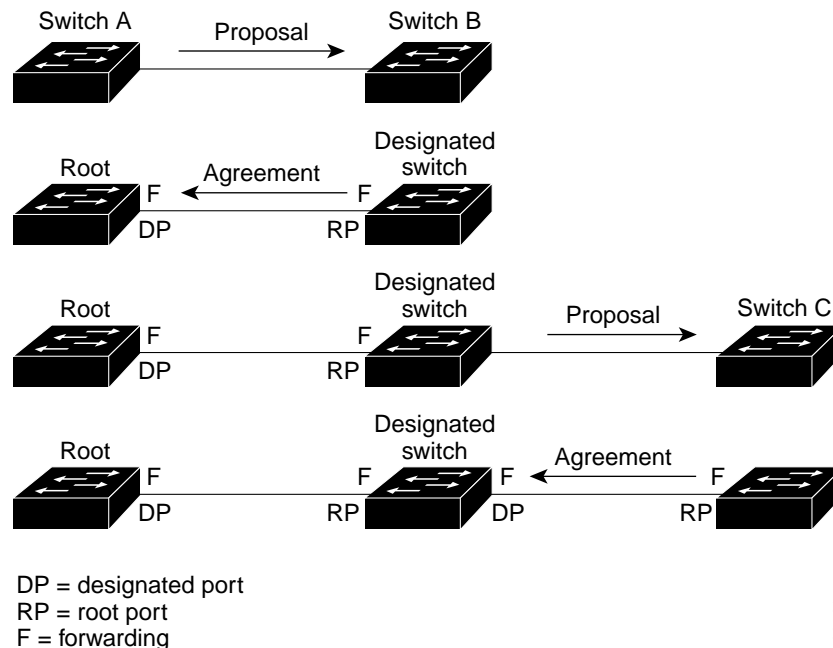 Switch A
Proposal
Switch B
Designated
switch
Root
Agreement
F
F
DP
RP
Designated
switch
Root
Proposal
Switch C
F
F
DP
RP
Designated
switch
Root
Agreement
F
F
F
F
DP
RP
DP
RP
DP = designated port
RP = root port
F = forwarding